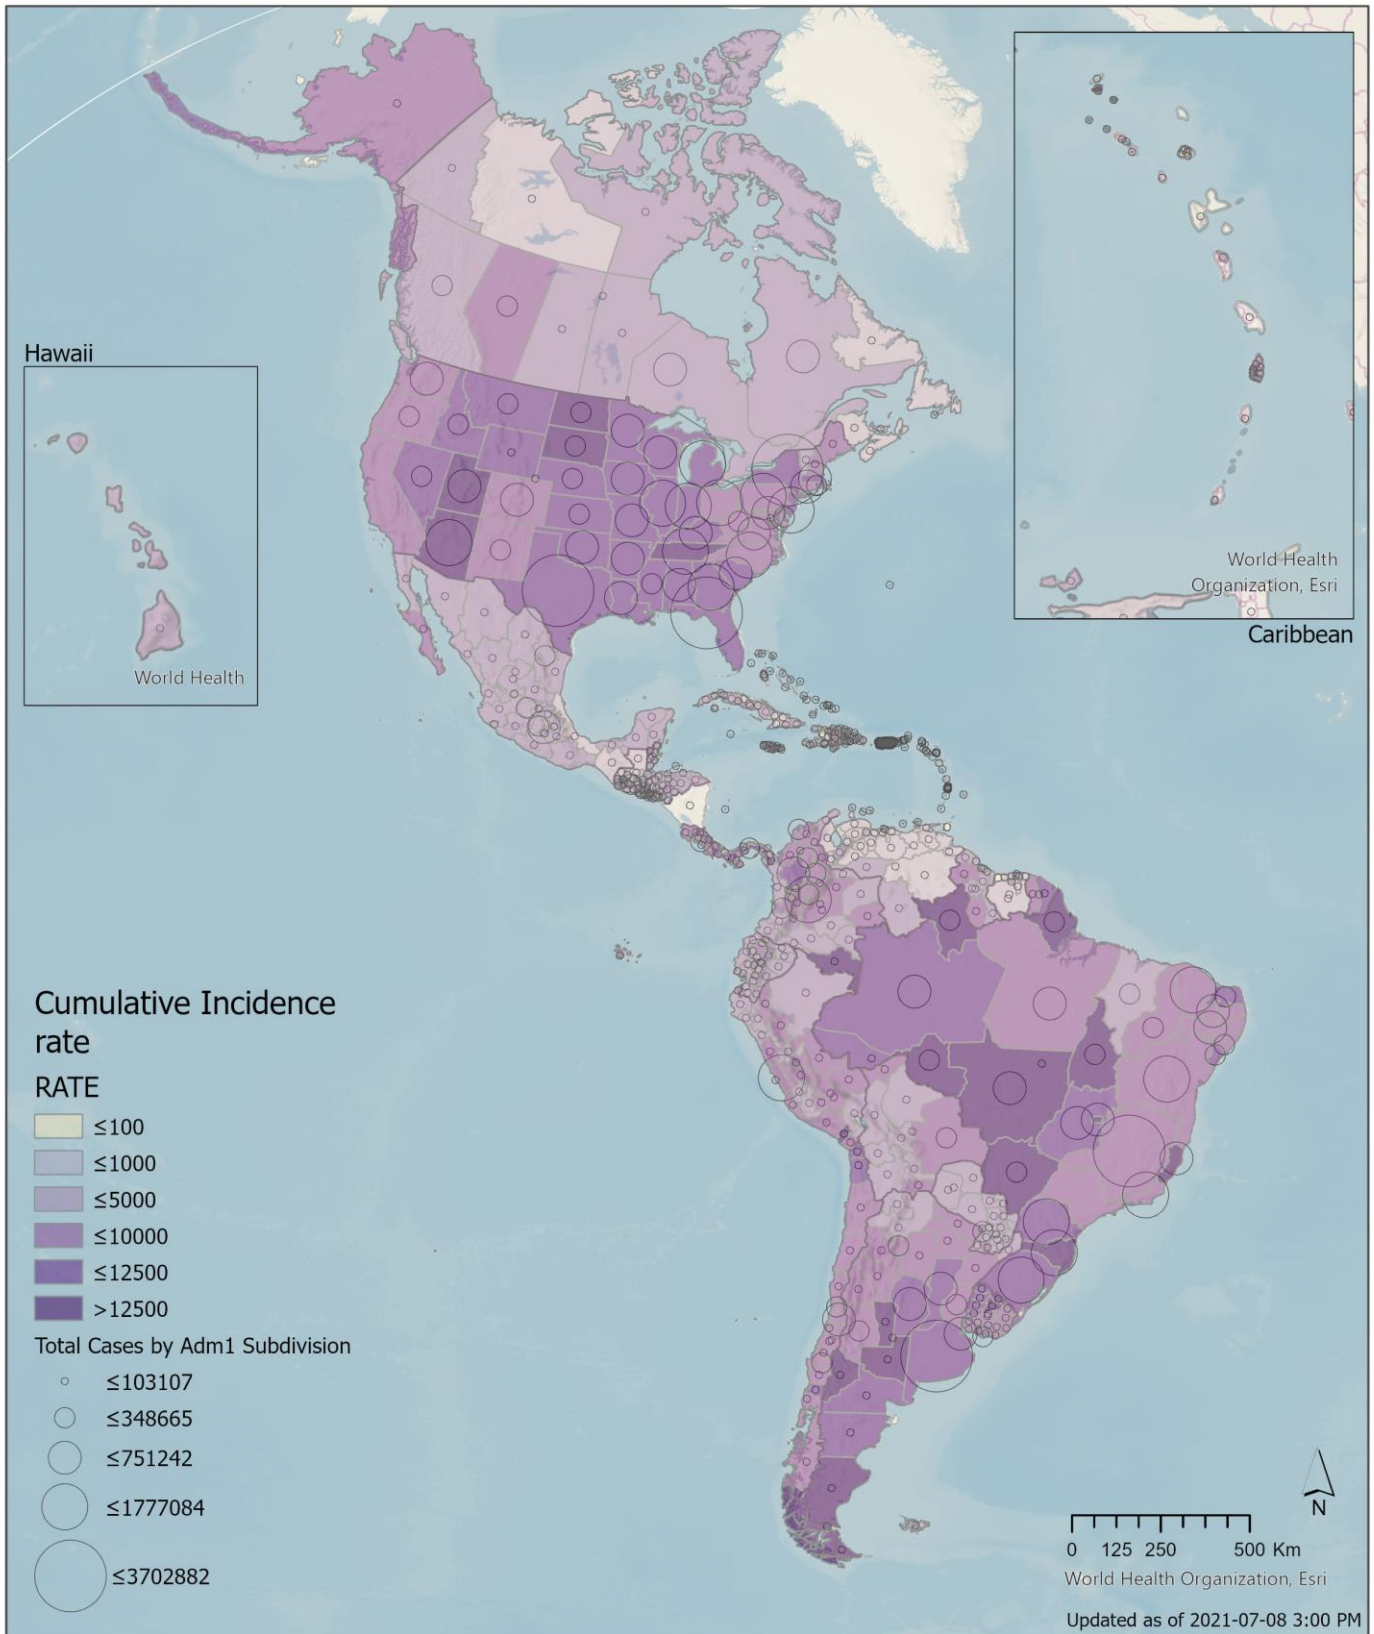 Hawaii
World Health
World Health
Organization, Esri
Caribbean
Cumulative Incidence
rate
RATE
≤100
≤1000
≤5000
≤10000
≤12500
>12500
Total Cases by Adm1 Subdivision
≤103107
≤348665
≤751242
≤1777084
≤3702882
N
0 125 250 500 Km
World Health Organization, Esri
Updated as of 2021-07-08 3:00 PM